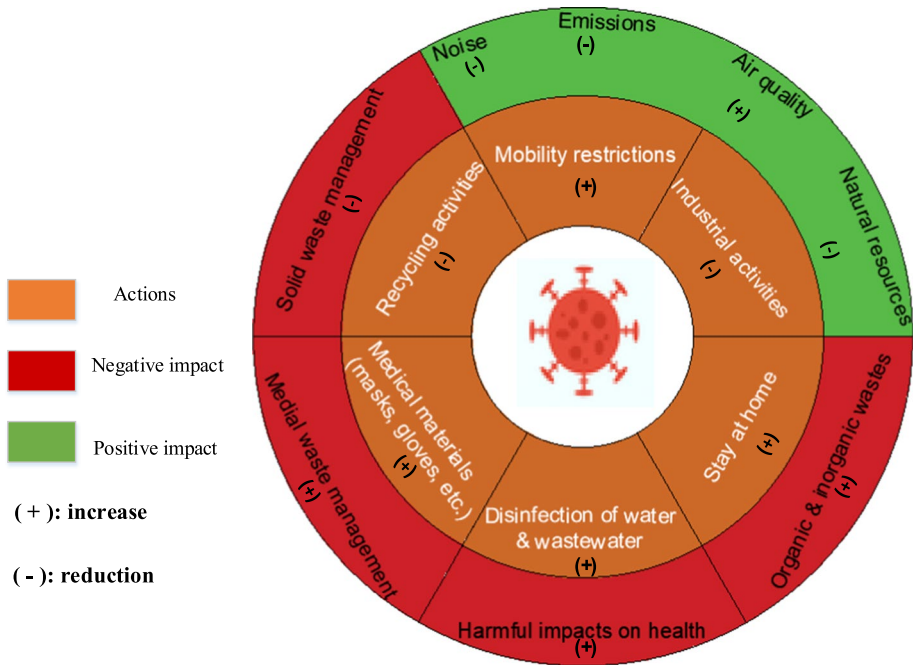 Noise
(-)
Emissions
(-)
Air quality
(+)
Natural resources
(-)
Solid waste management
(-)
Mobility restrictions
(+)
Industrial activities
(-)
Recycling activities
(-)
Actions
Negative impact
Positive impact
(+): increase
(-): reduction
Medical materials
(masks, gloves, etc.)
(+)
Stay at home
(+)
Disinfection of water
& wastewater
(+)
Medial waste management
(+)
Organic & inorganic wastes
(+)
Harmful impacts on health
(+)